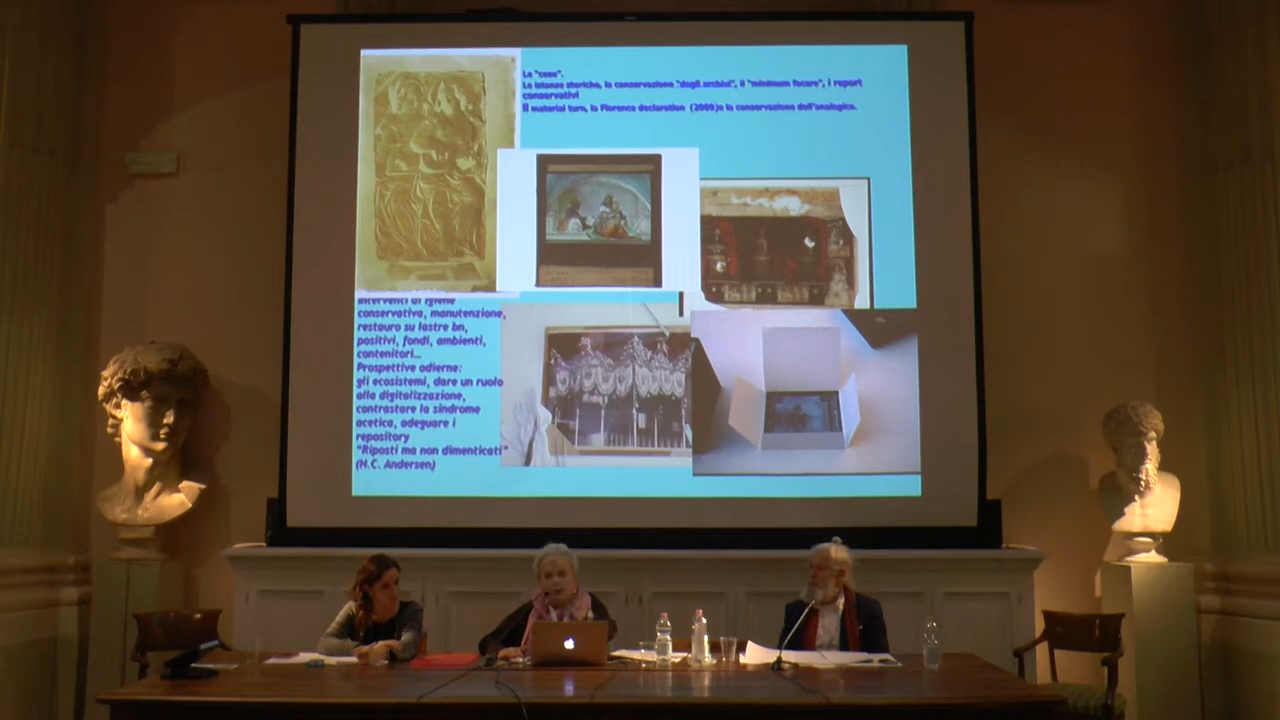 Le "cose".
Le istanze storiche, la conservazione "degli archivi", il "minimum facere", i report
conservativi
Il material turn, la Florence declaration (2009)e la conservazione dell'analogico.
Interventi di igiene
conservativa, manutenzione,
restauro su lastre bn,
positivi, fondi, ambienti,
contenitori...
Prospettive odierne:
gli ecosistemi, dare un ruolo
alla digitalizzazione,
contrastare la sindrome
acetica, adeguare i
repository
"Riposti ma non dimenticati"
(H.C. Andersen)